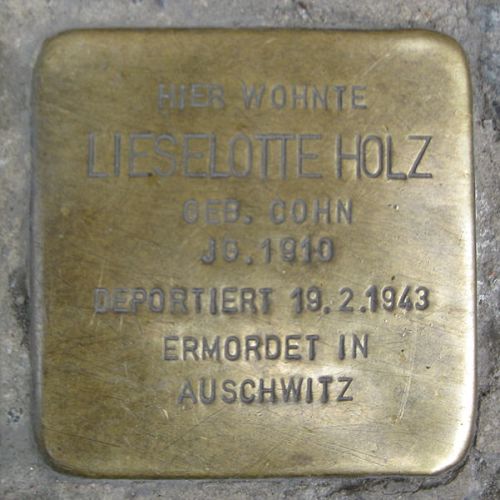 HIER WOHNTE
LIESELOTTE HOLZ
GEB. COHN
JG. 1910
DEPORTIERT 19.2.1943
ERMORDET IN
AUSCHWITZ